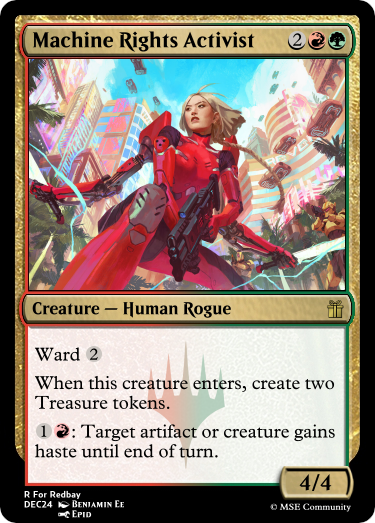 Machine Rights Activist 2
Creature — Human Rogue
Ward 2
When this creature enters, create two
Treasure tokens.
1 : Target artifact or creature gains
haste until end of turn.
4/4
R For Redbay
DEC24 Benjamin Ee
Epid
© MSE Community